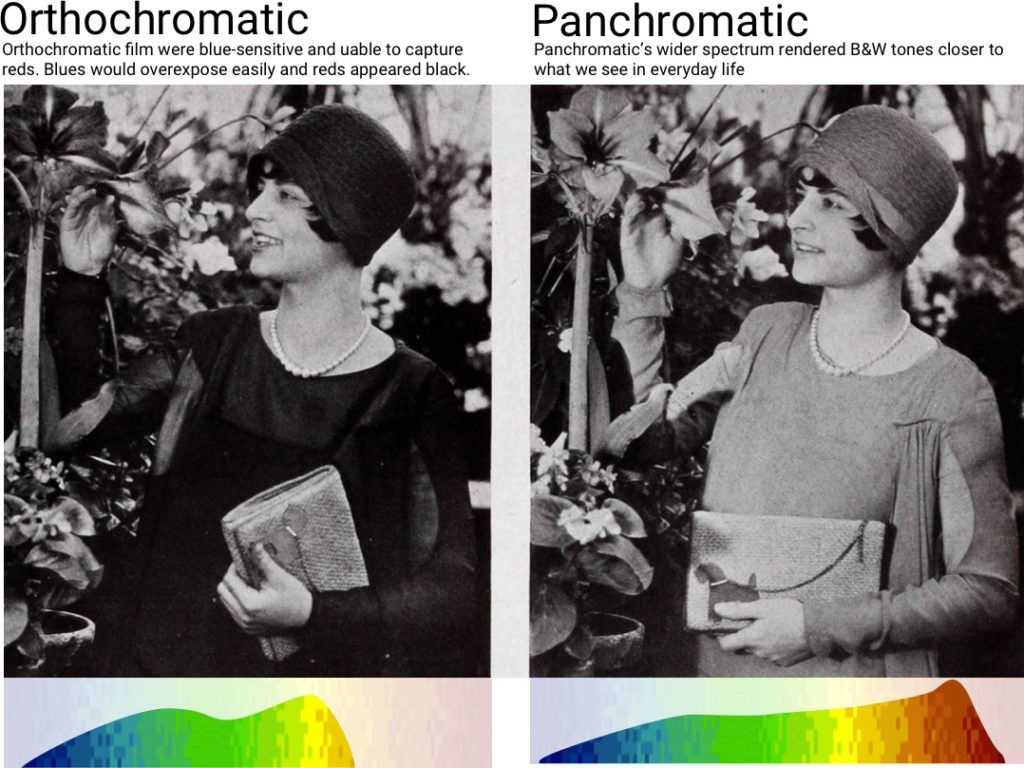 Orthochromatic
Orthochromatic film were blue-sensitive and uable to capture
reds. Blues would overexpose easily and reds appeared black.
Panchromatic
Panchromatic’s wider spectrum rendered B&W tones closer to
what we see in everyday life